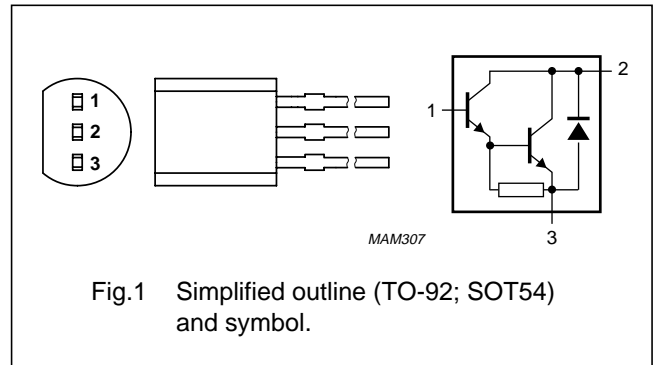 1
2
3
1
2
3
MAM307
Fig.1 Simplified outline (TO-92; SOT54)
and symbol.